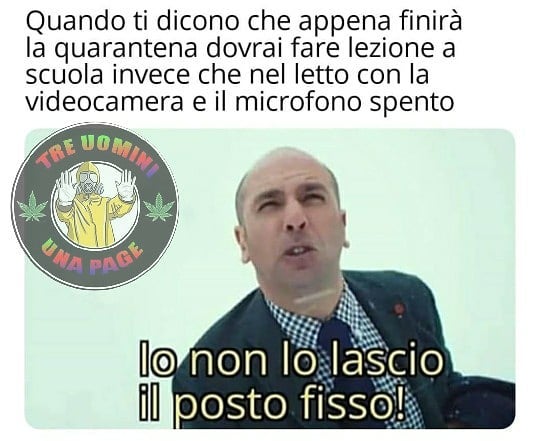 Quando ti dicono che appena finirà
la quarantena dovrai fare lezione a
scuola invece che nel letto con la
videocamera e il microfono spento
TRE UOMINI
UNA PAGE
Io non lo lascio
il posto fisso!